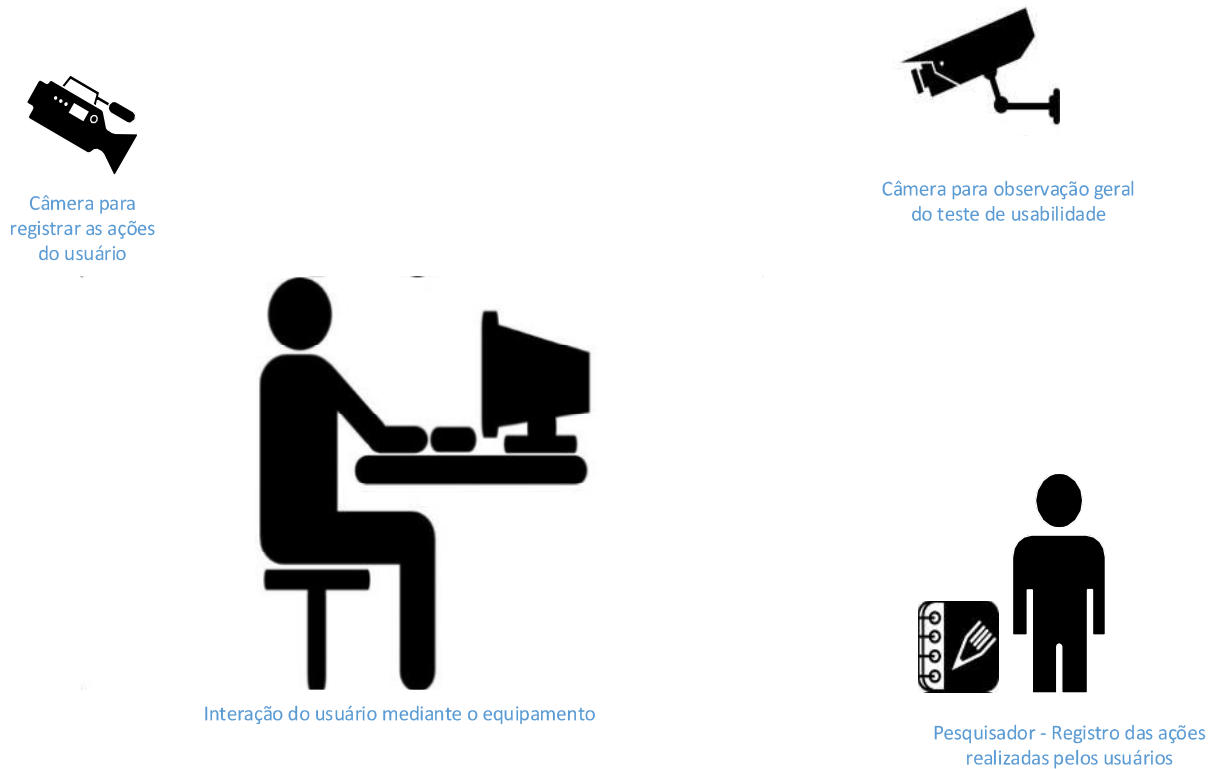 Câmera para
registrar as ações
do usuário
Câmera para observação geral
do teste de usabilidade
Interação do usuário mediante o equipamento
Pesquisador - Registro das ações
realizadas pelos usuários